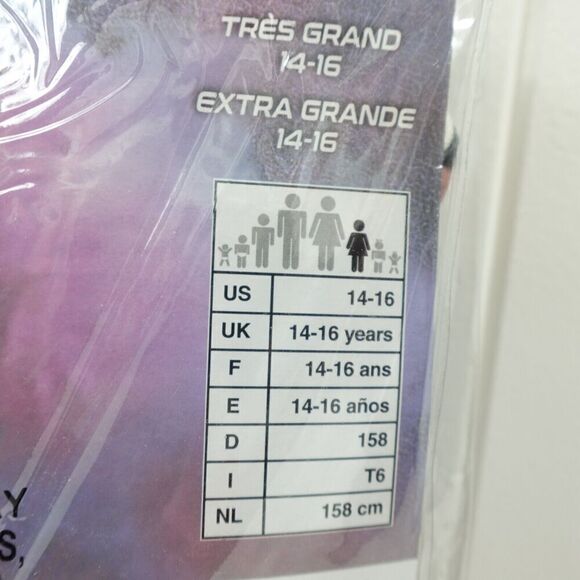 TRÈS GRAND
14-16
EXTRA GRANDE
14-16
US 14-16
UK 14-16 years
F 14-16 ans
E 14-16 años
D 158
I T6
NL 158 cm
Y
S,